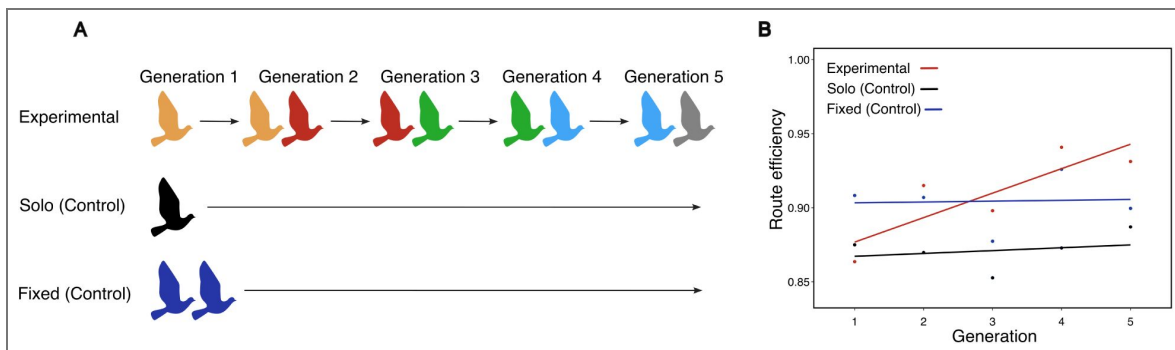 A
Generation 1 Generation 2 Generation 3 Generation 4 Generation 5
Experimental
Solo (Control)
Fixed (Control)
B
1.00
0.95
0.90
0.85
Route efficiency
Experimental
Solo (Control)
Fixed (Control)
1 2 3 4 5
Generation